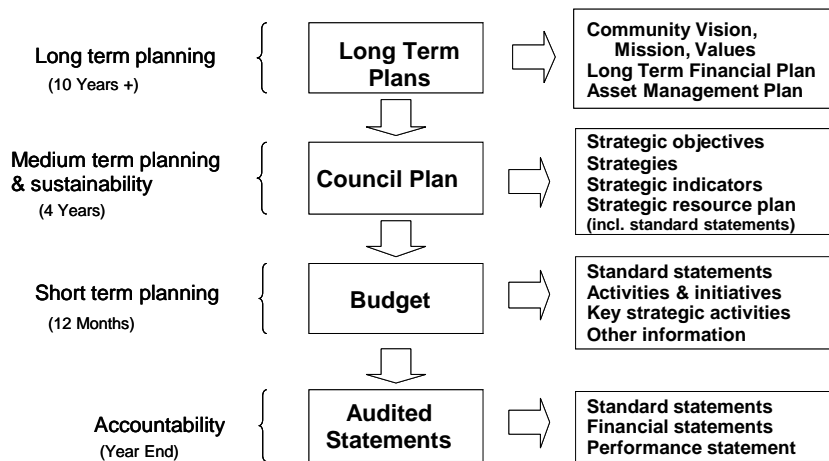 Long term planning
(10 Years +)
Long Term
Plans
Community Vision,
Mission, Values
Long Term Financial Plan
Asset Management Plan
Medium term planning
& sustainability
(4 Years)
Council Plan
Strategic objectives
Strategies
Strategic indicators
Strategic resource plan
(incl. standard statements)
Short term planning
(12 Months)
Budget
Standard statements
Activities & initiatives
Key strategic activities
Other information
Accountability
(Year End)
Audited
Statements
Standard statements
Financial statements
Performance statement